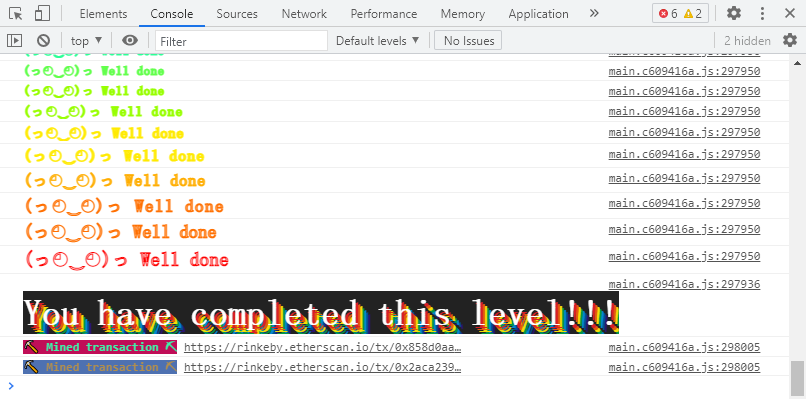 Elements Console Sources Network Performance Memory Application » 6 2
top Filter Default levels No Issues 2 hidden
(っ◴‿◴)っ Well done main.c609416a.js:297950
(っ◴‿◴)っ Well done main.c609416a.js:297950
(っ◴‿◴)っ Well done main.c609416a.js:297950
(っ◴‿◴)っ Well done main.c609416a.js:297950
(っ◴‿◴)っ Well done main.c609416a.js:297950
(っ◴‿◴)っ Well done main.c609416a.js:297950
(っ◴‿◴)っ Well done main.c609416a.js:297950
(っ◴‿◴)っ Well done main.c609416a.js:297950
(っ◴‿◴)っ Well done main.c609416a.js:297950
main.c609416a.js:297936
You have completed this level!!!
⛏ Mined transaction ⛏ https://rinkeby.etherscan.io/tx/0x858d0aa… main.c609416a.js:298005
⛏ Mined transaction ⛏ https://rinkeby.etherscan.io/tx/0x2aca239… main.c609416a.js:298005
>